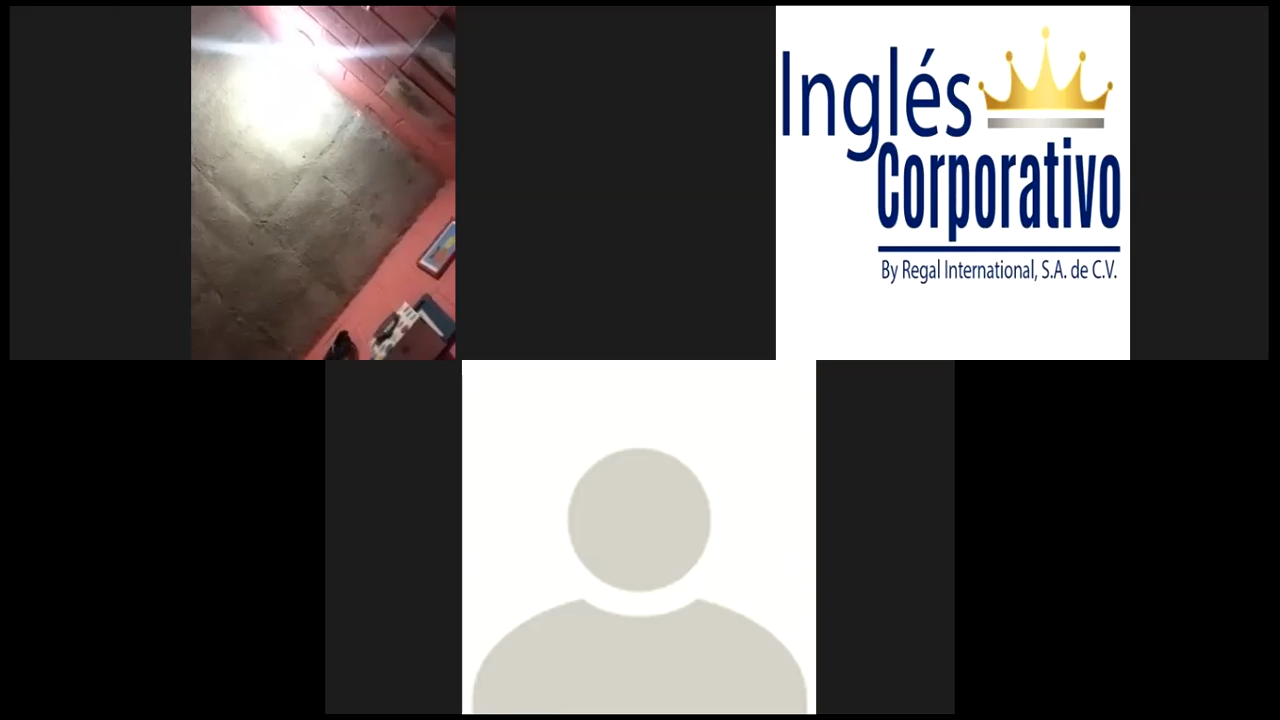 Inglés
Corporativo
By Regal International, S.A. de C.V.